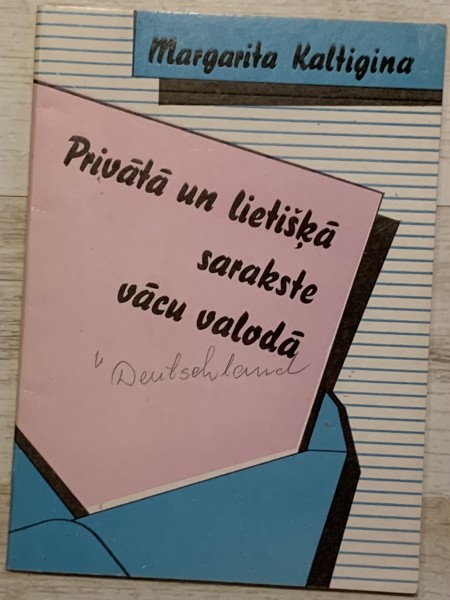 Margarita Kaltigina
Privātā un lietišķā
sarakste
vācu valodā
"Deutschland